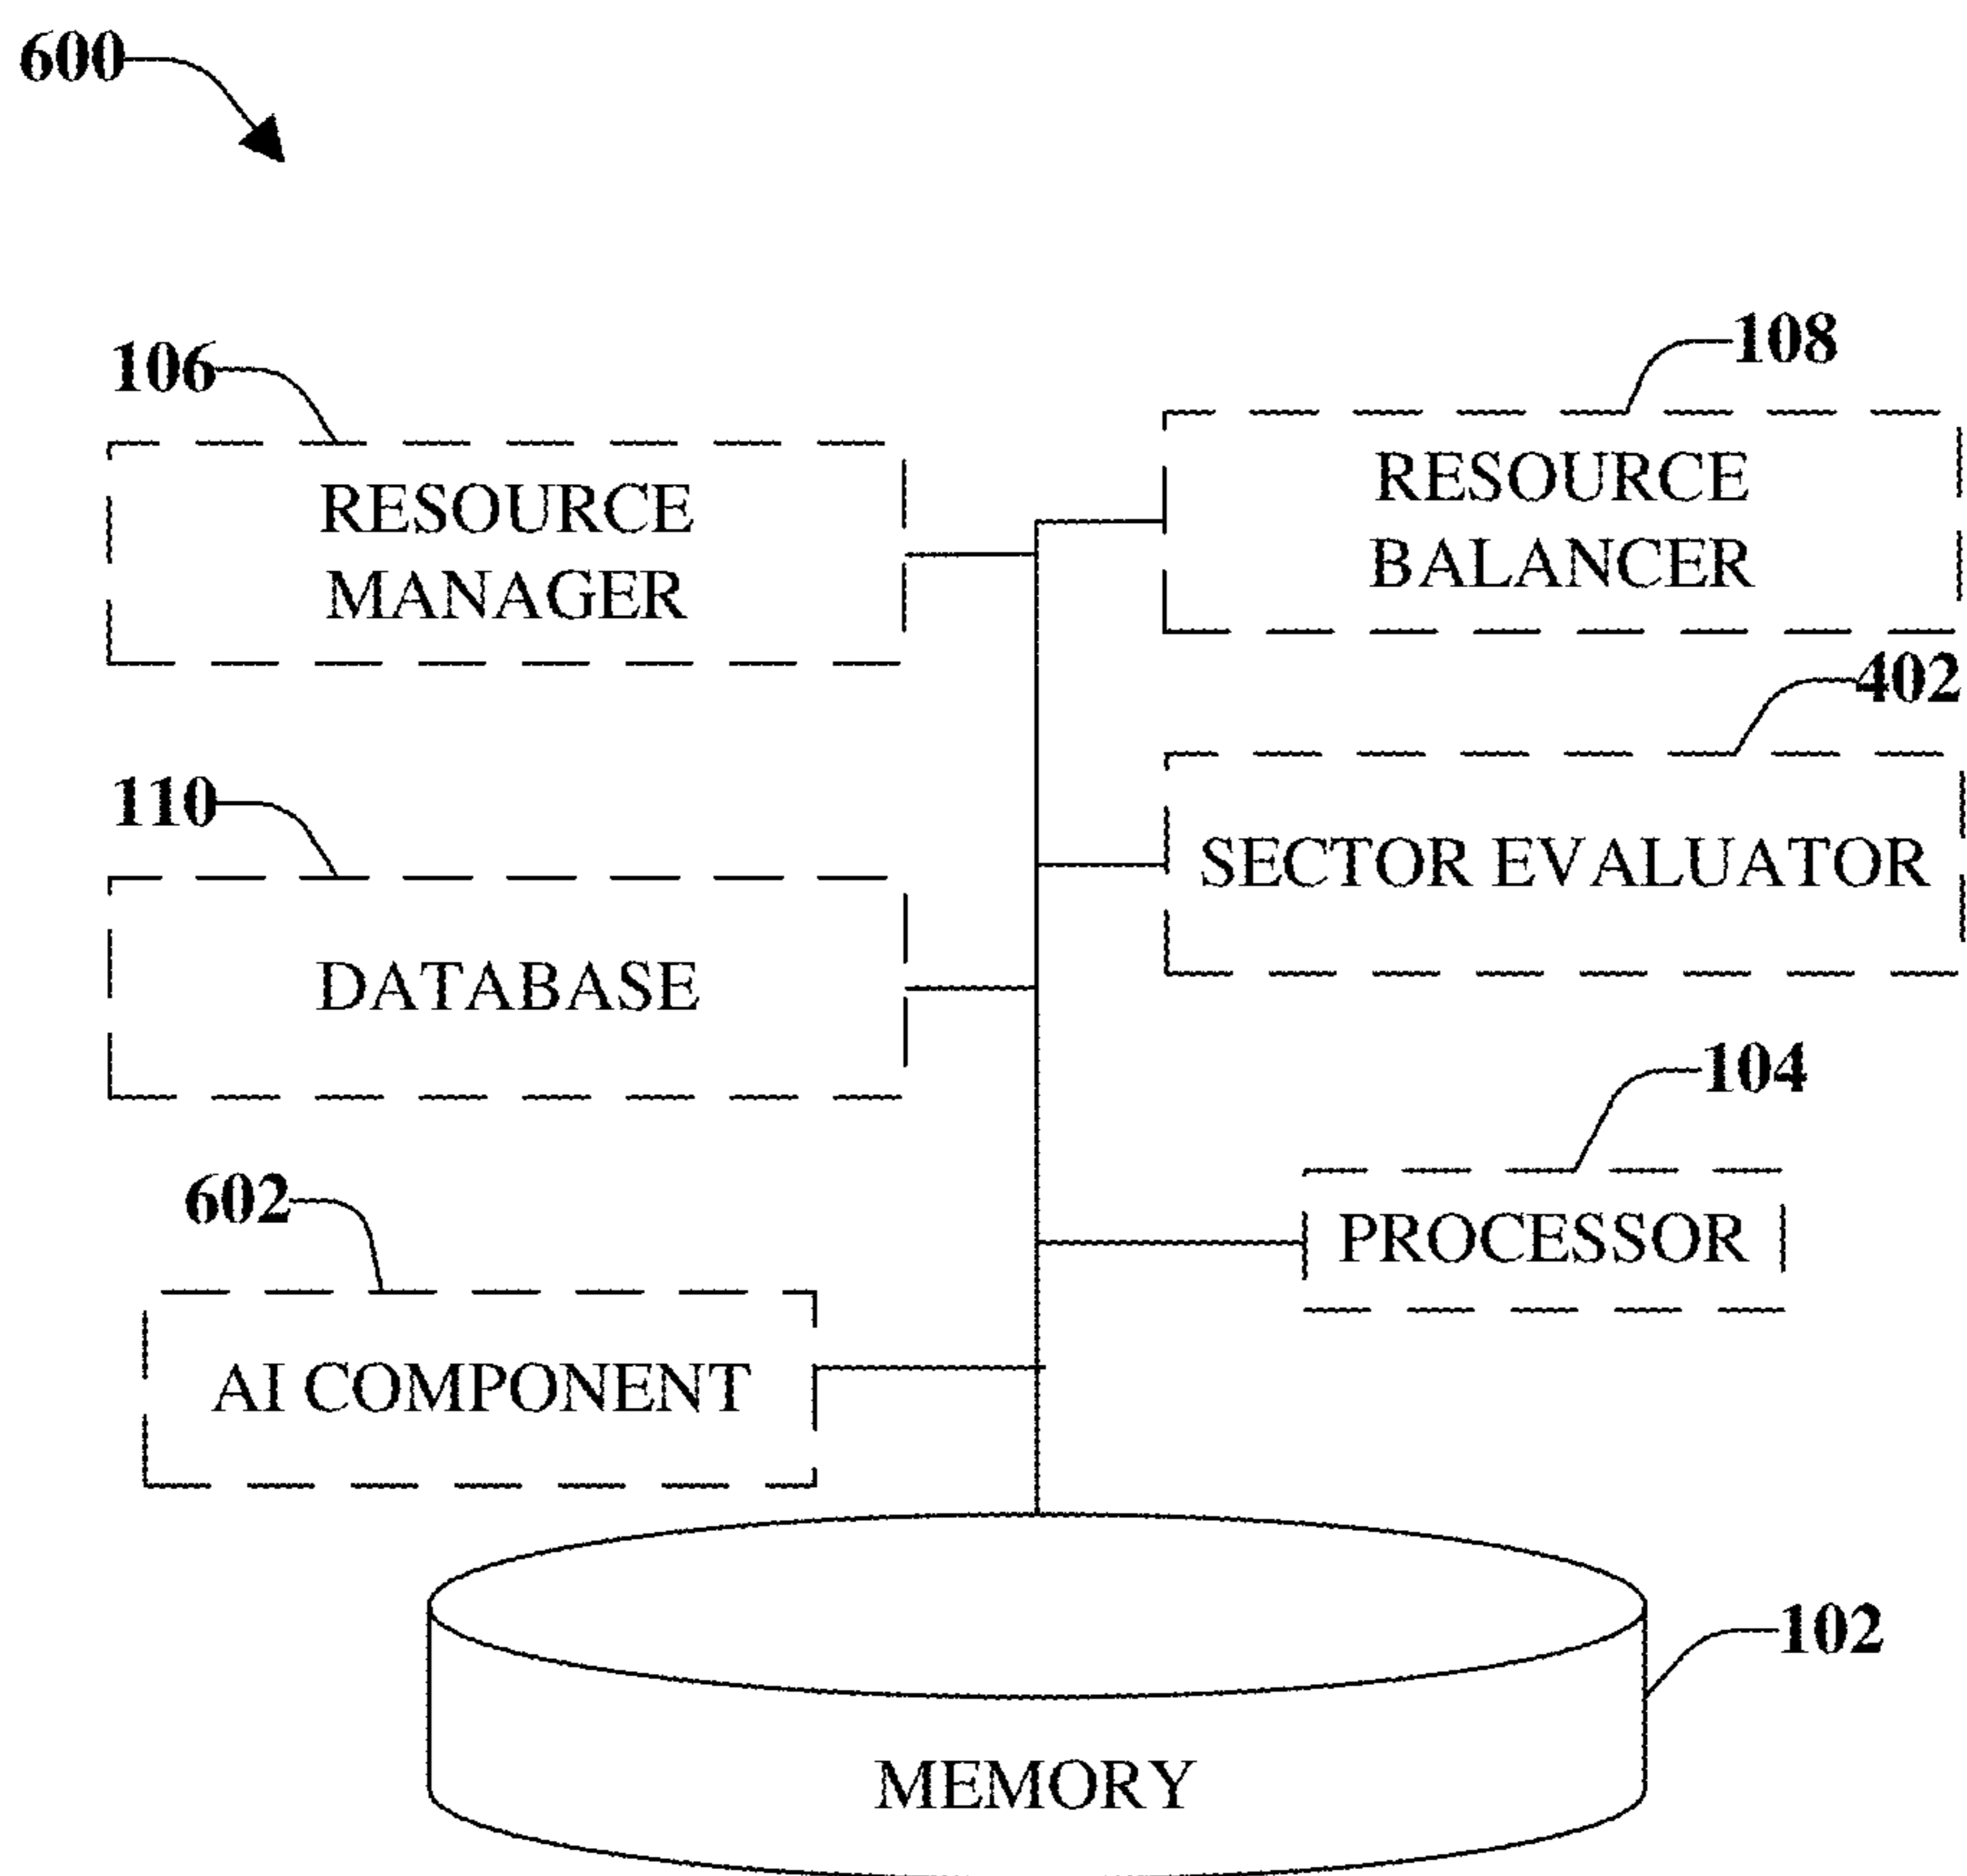 600
106
108
RESOURCE
MANAGER
RESOURCE
BALANCER
402
110
SECTOR EVALUATOR
DATABASE
104
602
PROCESSOR
AI COMPONENT
102
MEMORY